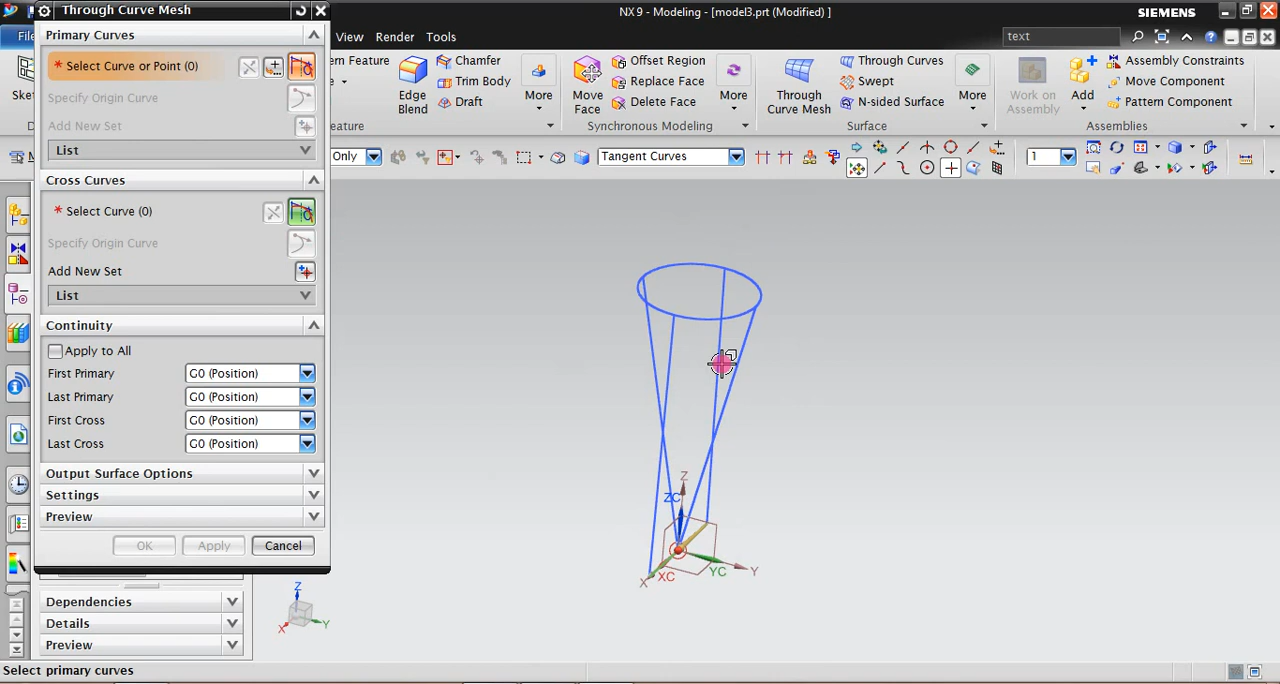 Through Curve Mesh
NX 9 - Modeling - [model3.prt (Modified) ]
SIEMENS
Primary Curves
* Select Curve or Point (0)
Specify Origin Curve
Add New Set
List
Cross Curves
* Select Curve (0)
Specify Origin Curve
Add New Set
List
Continuity
Apply to All
First Primary G0 (Position)
Last Primary G0 (Position)
First Cross G0 (Position)
Last Cross G0 (Position)
Output Surface Options
Settings
Preview
OK Apply Cancel
Dependencies
Details
Preview
Select primary curves
View Render Tools
text
Edge Blend
Chamfer
Trim Body
Draft
More
Move Face
Offset Region
Replace Face
Delete Face
More
Synchronous Modeling
Through Curve Mesh
Through Curves
Swept
N-sided Surface
More
Surface
Work on Assembly
Add
Assembly Constraints
Move Component
Pattern Component
Assemblies
Only
Tangent Curves
1
Z
ZC
X
XC
YC
Y
Z
X
Y